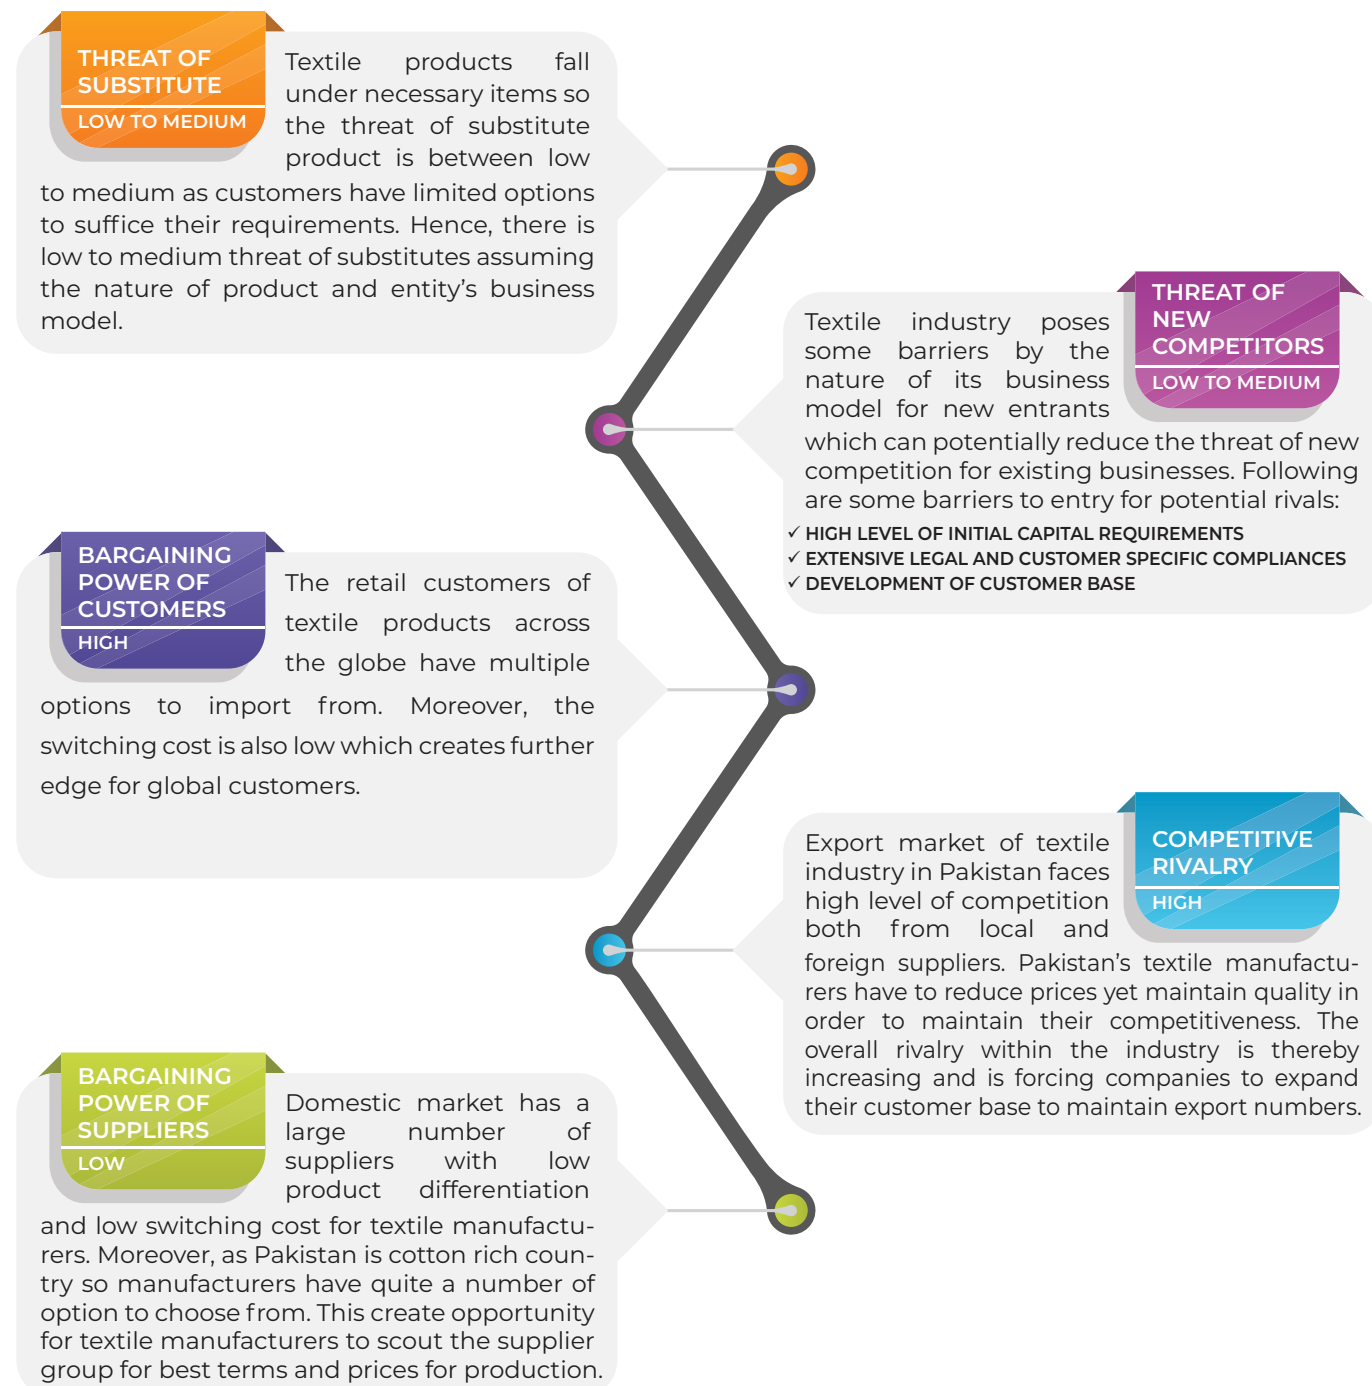 THREAT OF
SUBSTITUTE
LOW TO MEDIUM
Textile products fall
under necessary items so
the threat of substitute
product is between low
to medium as customers have limited options
to suffice their requirements. Hence, there is
low to medium threat of substitutes assuming
the nature of product and entity's business
model.
THREAT OF
NEW
COMPETITORS
LOW TO MEDIUM
Textile industry poses
some barriers by the
nature of its business
model for new entrants
which can potentially reduce the threat of new
competition for existing businesses. Following
are some barriers to entry for potential rivals:
✓ HIGH LEVEL OF INITIAL CAPITAL REQUIREMENTS
✓ EXTENSIVE LEGAL AND CUSTOMER SPECIFIC COMPLIANCES
✓ DEVELOPMENT OF CUSTOMER BASE
BARGAINING
POWER OF
CUSTOMERS
HIGH
The retail customers of
textile products across
the globe have multiple
options to import from. Moreover, the
switching cost is also low which creates further
edge for global customers.
COMPETITIVE
RIVALRY
HIGH
Export market of textile
industry in Pakistan faces
high level of competition
both from local and
foreign suppliers. Pakistan's textile manufactu-
rers have to reduce prices yet maintain quality in
order to maintain their competitiveness. The
overall rivalry within the industry is thereby
increasing and is forcing companies to expand
their customer base to maintain export numbers.
BARGAINING
POWER OF
SUPPLIERS
LOW
Domestic market has a
large number of
suppliers with low
product differentiation
and low switching cost for textile manufactu-
rers. Moreover, as Pakistan is cotton rich coun-
try so manufacturers have quite a number of
option to choose from. This create opportunity
for textile manufacturers to scout the supplier
group for best terms and prices for production.